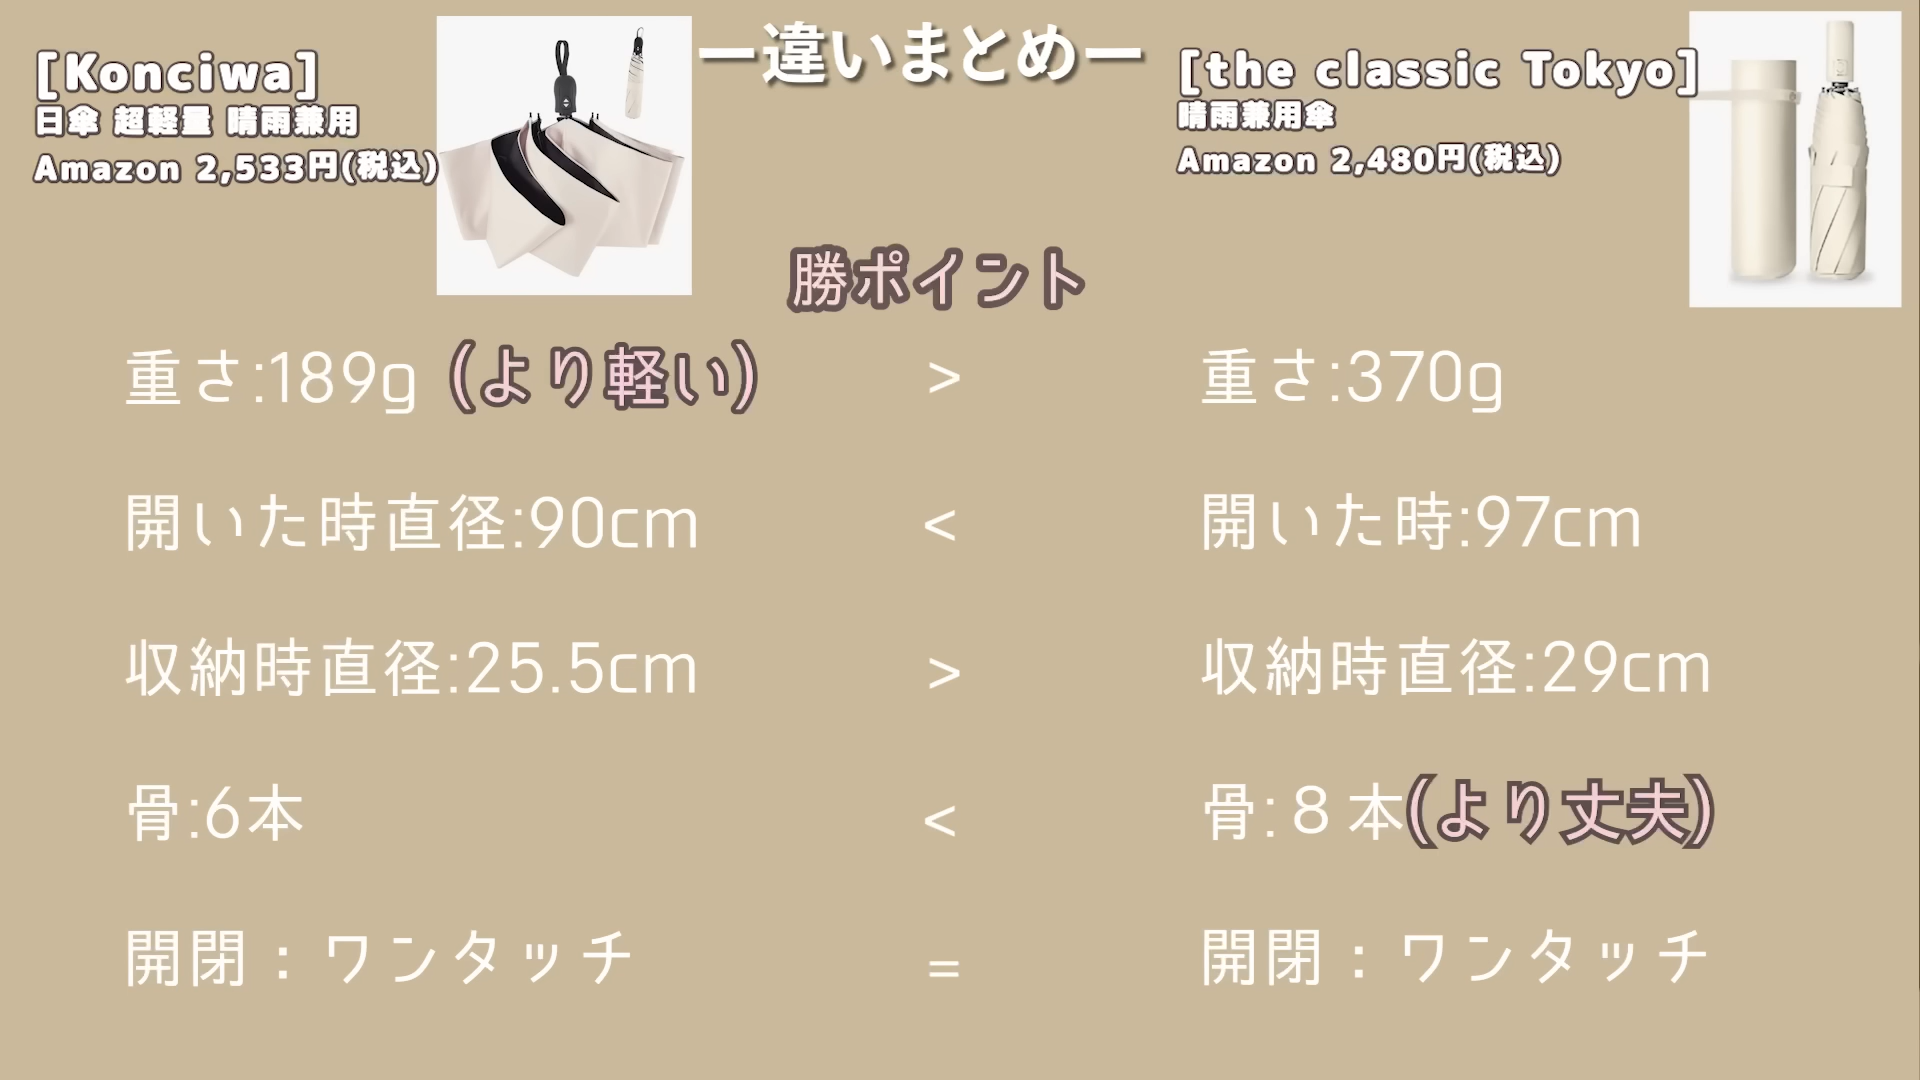 ー違いまとめー
[Konciwa]
日傘 超軽量 晴雨兼用
Amazon 2,533円(税込)
[the classic Tokyo]
晴雨兼用傘
Amazon 2,480円(税込)
勝ポイント
重さ:189g (より軽い) > 重さ:370g
開いた時直径:90cm < 開いた時:97cm
収納時直径:25.5cm > 収納時直径:29cm
骨:6本 < 骨:８本(より丈夫)
開閉：ワンタッチ = 開閉：ワンタッチ